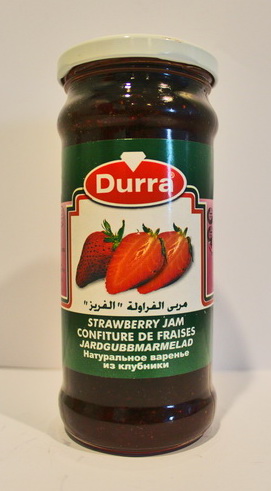 Durra
مربى الفراولة "الفريز"
STRAWBERRY JAM
CONFITURE DE FRAISES
JARDGUBBMARMELAD
Натуральное варенье
из клубники